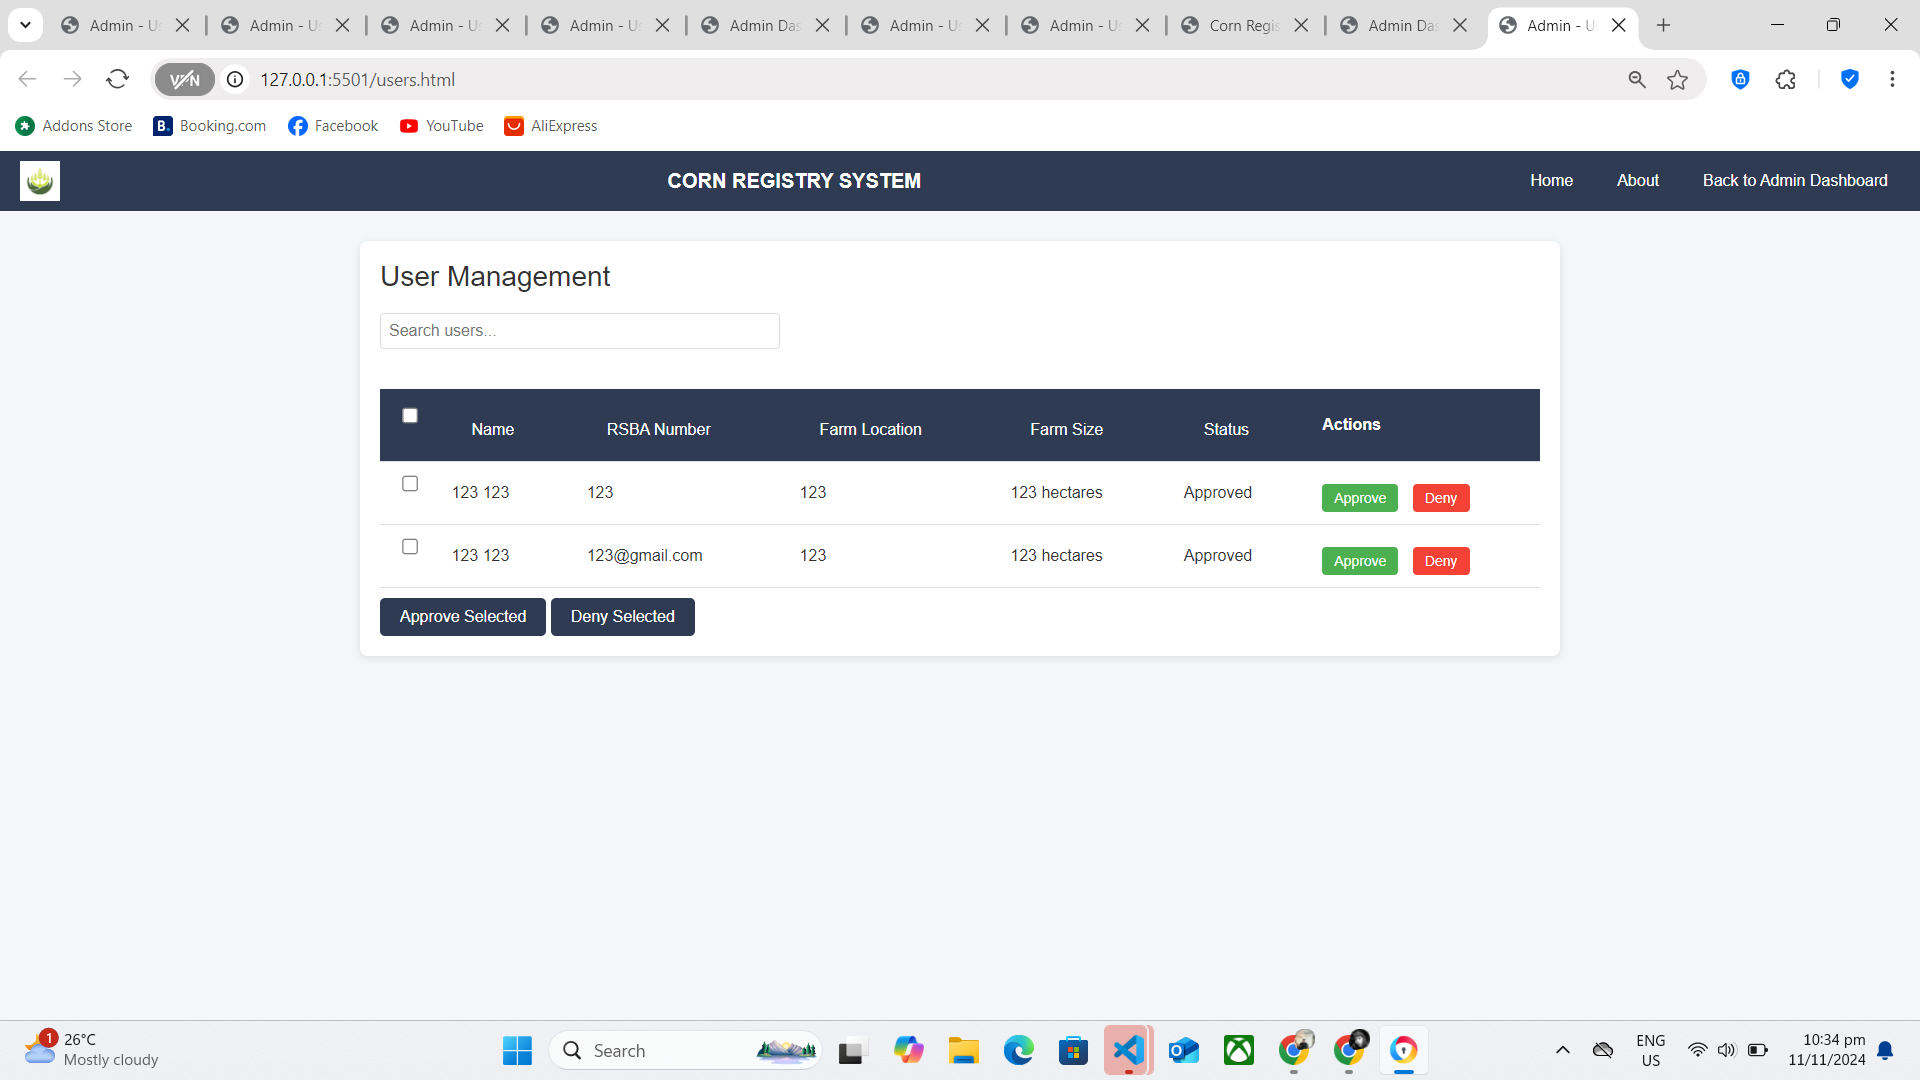 Admin - U
Admin - U
Admin - U
Admin - U
Admin Das
Admin - U
Admin - U
Corn Regis
Admin Das
Admin - U
VPN
127.0.0.1:5501/users.html
Addons Store
B.
Booking.com
Facebook
YouTube
AliExpress
CORN REGISTRY SYSTEM
Home
About
Back to Admin Dashboard
User Management
Search users...
Name RSBA Number Farm Location Farm Size Status Actions
123 123 123 123 123 hectares Approved Approve Deny
123 123 123@gmail.com 123 123 hectares Approved Approve Deny
Approve Selected Deny Selected
1
26°C
Mostly cloudy
Search
ENG
US
10:34 pm
11/11/2024